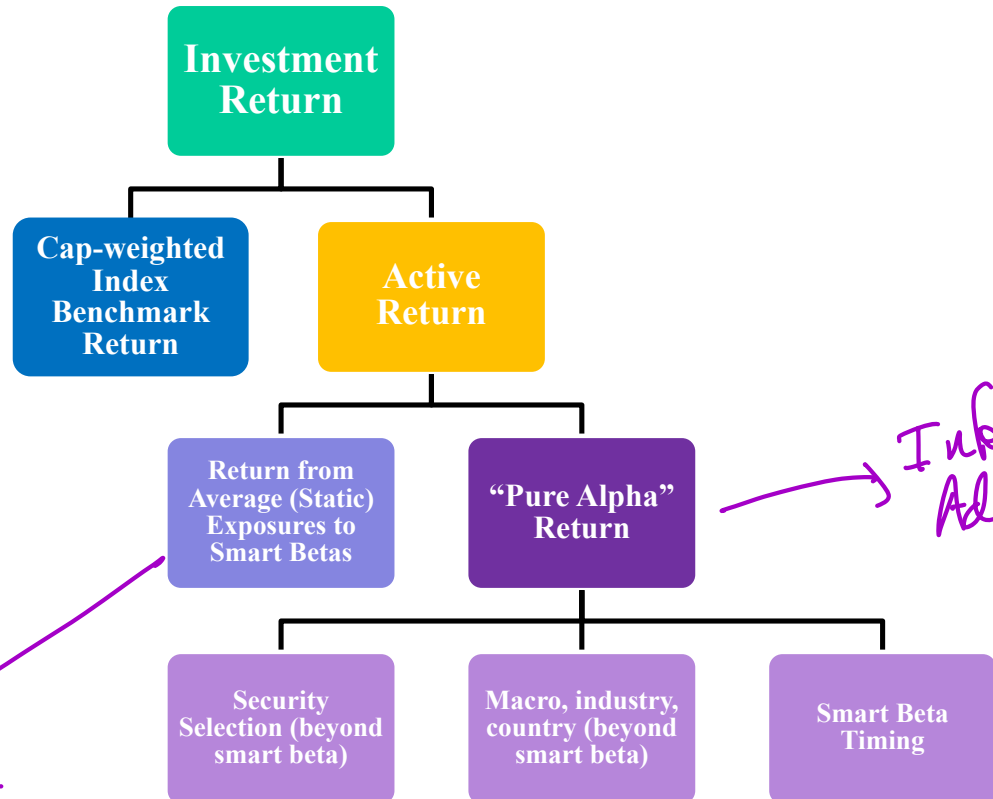 Investment
Return
Cap-weighted
Index
Benchmark
Return
Active
Return
Return from
Average (Static)
Exposures to
Smart Betas
“Pure Alpha”
Return
Security
Selection (beyond
smart beta)
Macro, industry,
country (beyond
smart beta)
Smart Beta
Timing